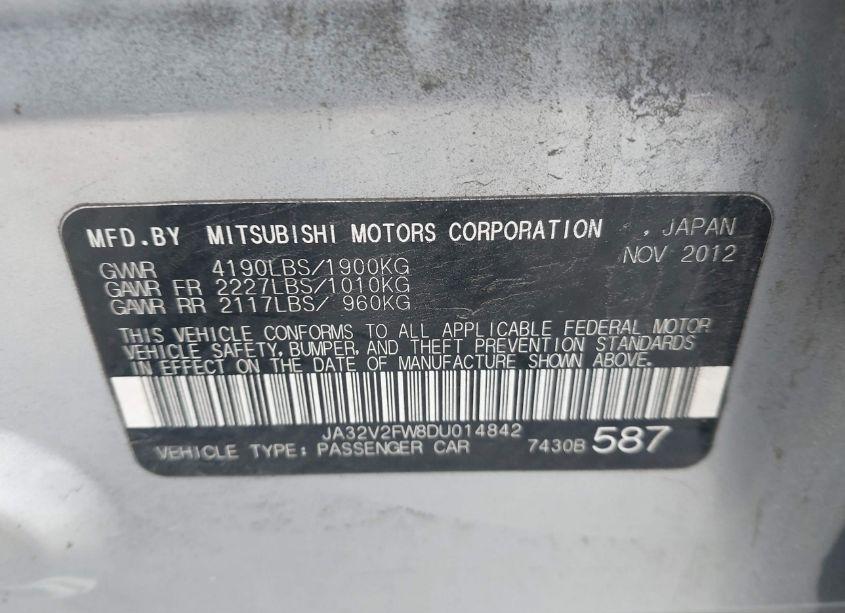 MFD.BY MITSUBISHI MOTORS CORPORATION , JAPAN
NOV 2012
GVWR 4190LBS/1900KG
GAWR FR 2227LBS/1010KG
GAWR RR 2117LBS/ 960KG
THIS VEHICLE CONFORMS TO ALL APPLICABLE FEDERAL MOTOR
VEHICLE SAFETY, BUMPER, AND THEFT PREVENTION STANDARDS
IN EFFECT ON THE DATE OF MANUFACTURE SHOWN ABOVE.
JA32V2FW8DU014842
VEHICLE TYPE: PASSENGER CAR 7430B 587